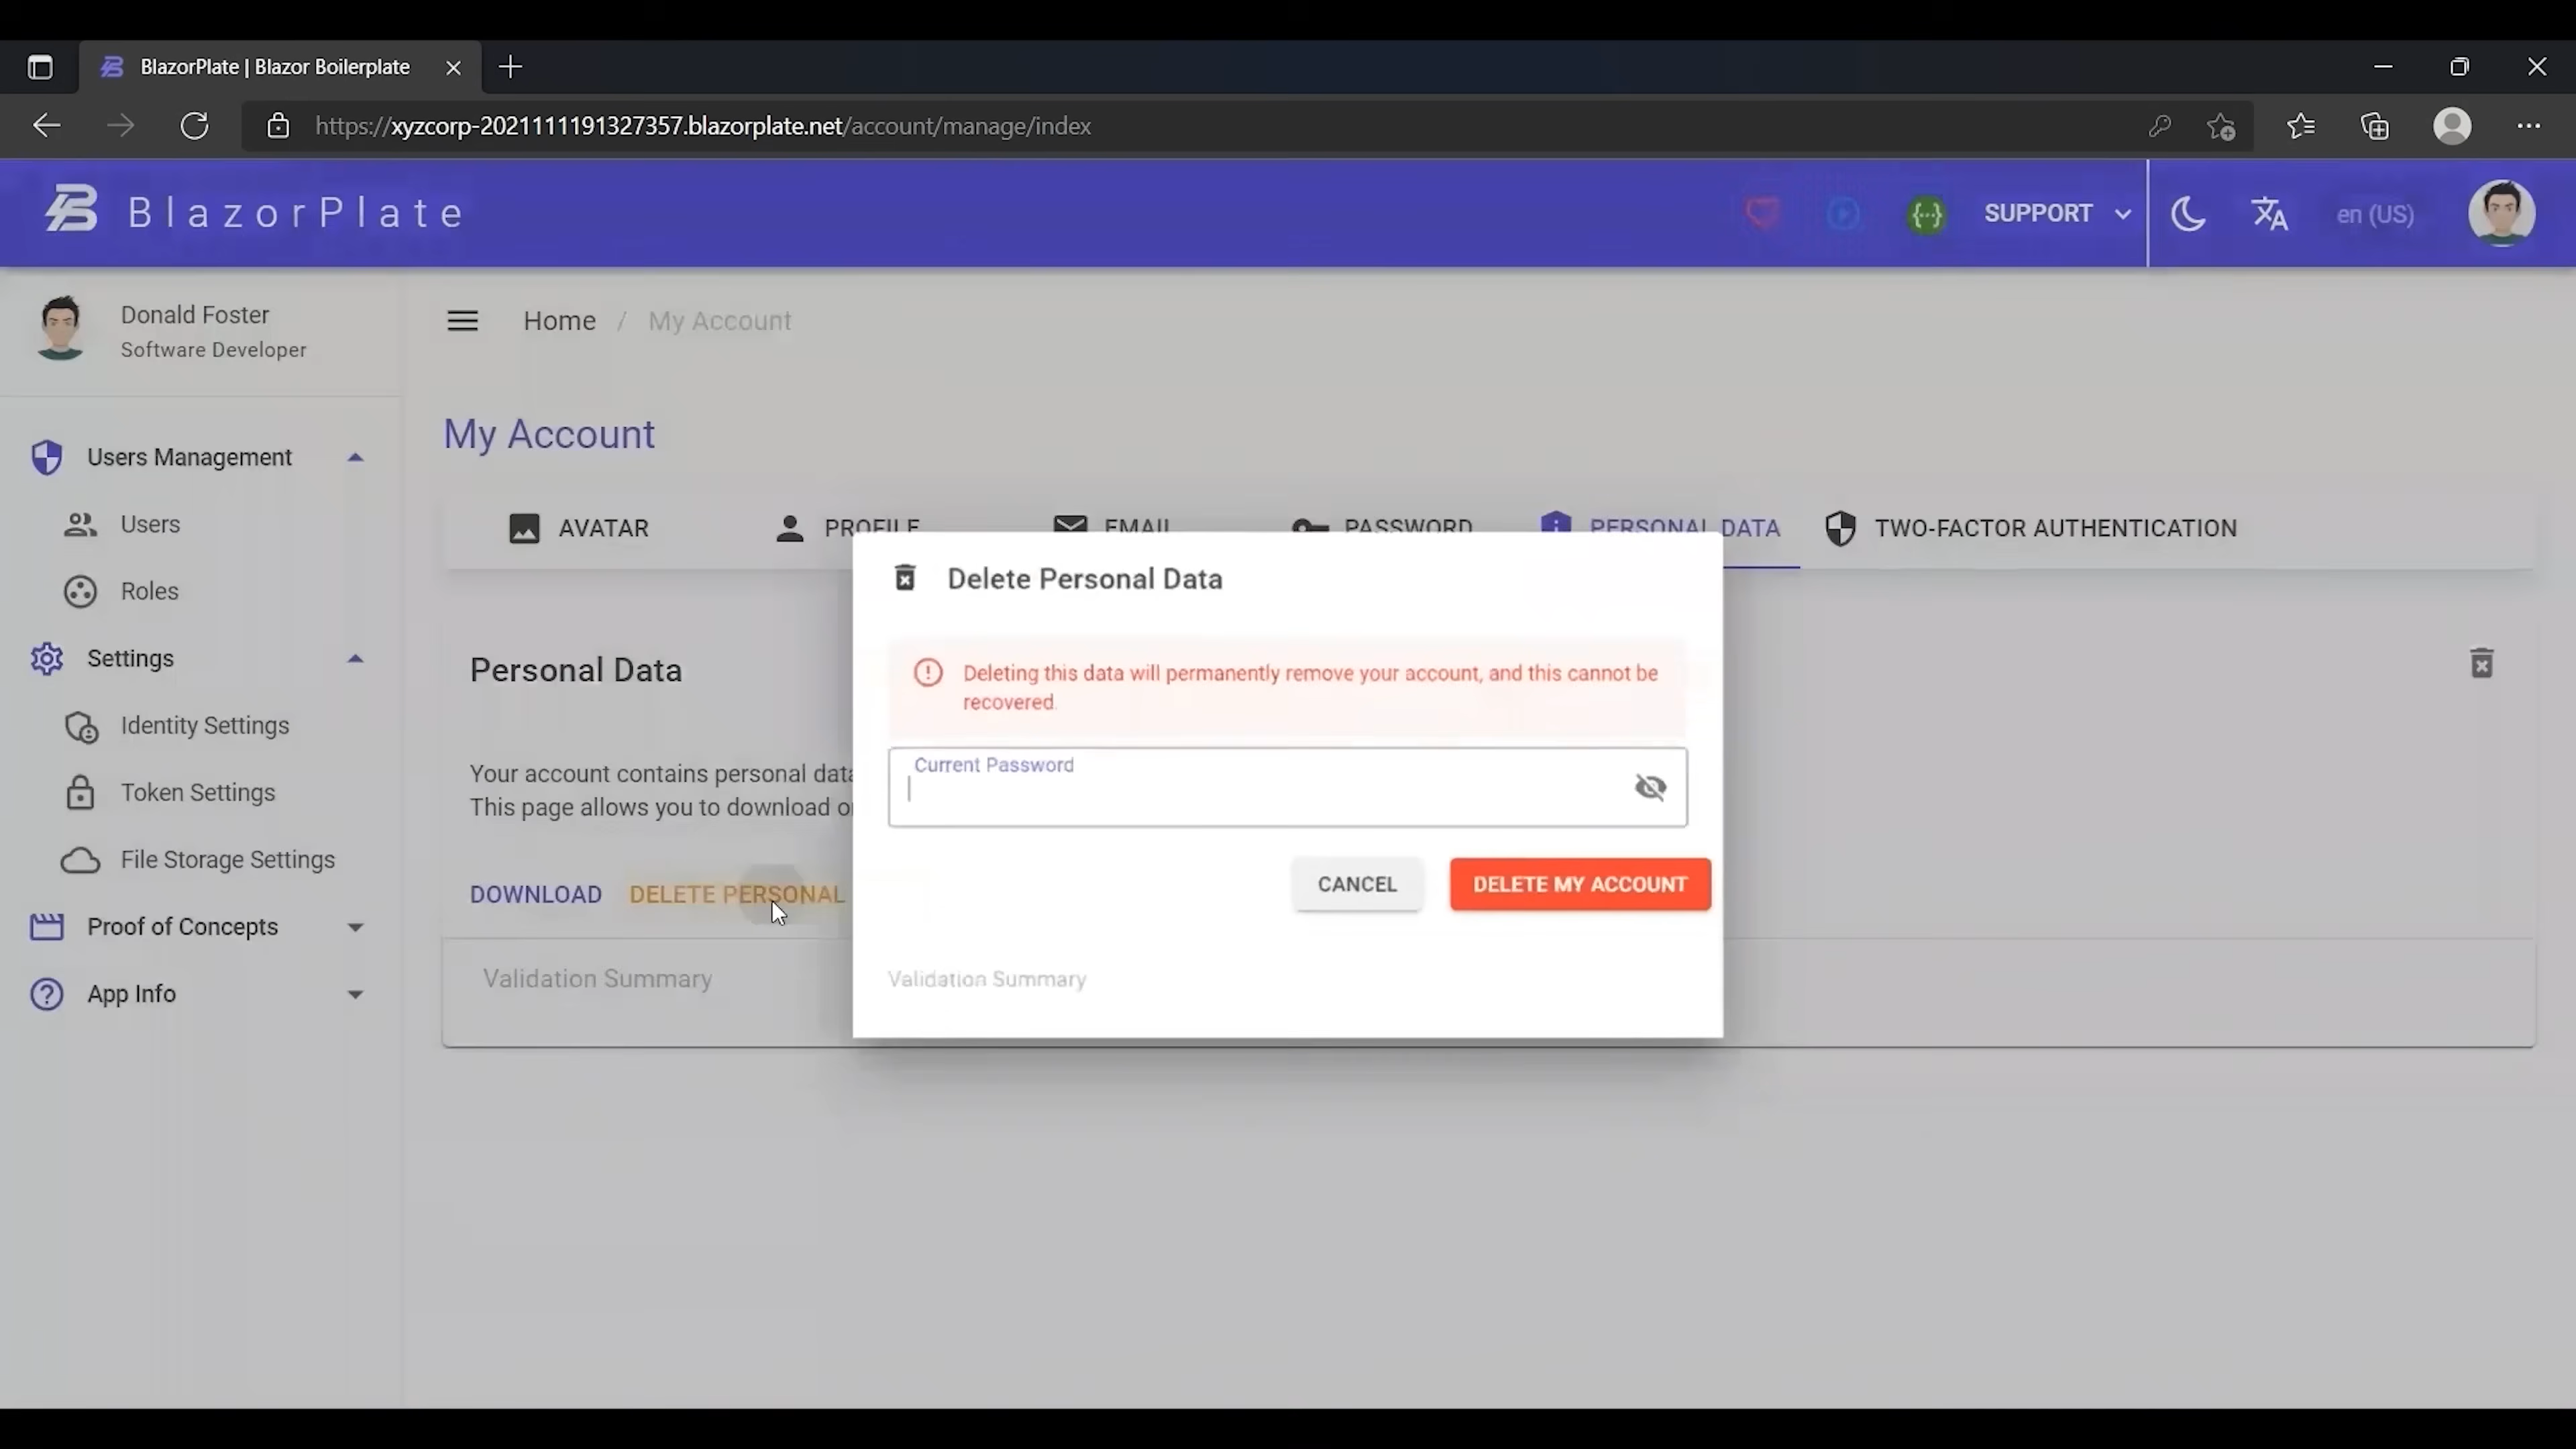 BlazorPlate | Blazor Boilerplate
https://xyzcorp-2021111191327357.blazorplate.net/account/manage/index
BlazorPlate
SUPPORT
en (US)
Donald Foster
Software Developer
Home / My Account
My Account
Users Management
Users
Roles
Settings
Identity Settings
Token Settings
File Storage Settings
Proof of Concepts
App Info
AVATAR
PROFILE
EMAIL
PASSWORD
PERSONAL DATA
TWO-FACTOR AUTHENTICATION
Personal Data
Your account contains personal data
This page allows you to download
DOWNLOAD
DELETE PERSONAL
Validation Summary
Delete Personal Data
Deleting this data will permanently remove your account, and this cannot be
recovered.
Current Password
CANCEL
DELETE MY ACCOUNT
Validation Summary